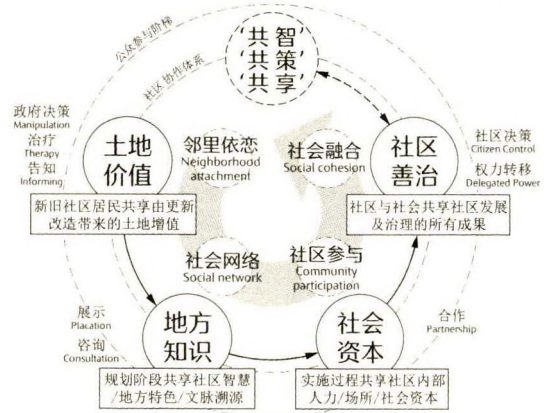 公众参与阶梯
社区协作体系
‘共 智’
‘共 策’
‘共 享’
政府决策
Manipulation
治疗
Therapy
告知
Informing
土地
价值
邻里依恋
Neighborhood
attachment
社会融合
Social cohesion
社区
善治
社区决策
Citizen Control
权力转移
Delegated Power
新旧社区居民共享由更新
改造带来的土地增值
社区与社会共享社区发展
及治理的所有成果
社会网络
Social network
社区参与
Community
participation
展示
Placation
咨询
Consultation
地方
知识
社会
资本
合作
Partnership
规划阶段共享社区智慧
/地方特色/文脉溯源
实施过程共享社区内部
人力/场所/社会资本